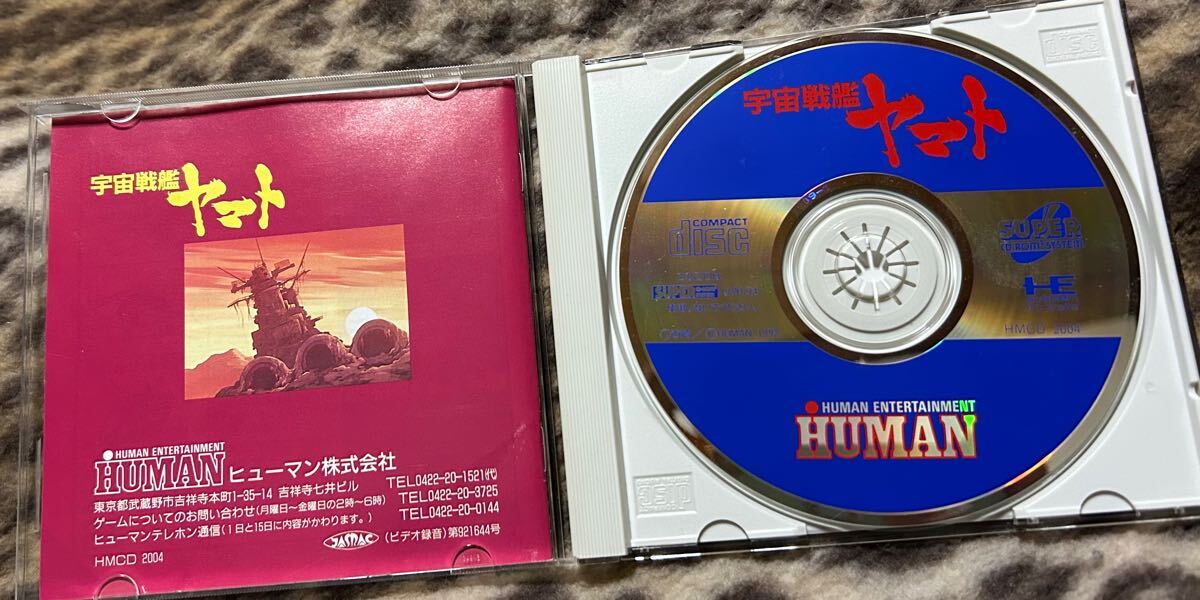 宇宙戦艦
ヤマト
HUMAN ENTERTAINMENT
HUMAN ヒューマン株式会社
東京都武蔵野市吉祥寺本町1-35-14 吉祥寺七井ビル TEL.0422-20-1521(代)
ゲームについてのお問い合わせ(月曜日〜金曜日の2時〜6時) TEL.0422-20-3725
ヒューマンテレホン通信(1日と15日に内容がかわります。) TEL.0422-20-0144
JASRAC (ビデオ録音)第921644号
HMCD 2004
宇宙戦艦
ヤマト
COMPACT
disc
SUPER
CD-ROM² SYSTEM
HE
HMCD 2004
HUMAN ENTERTAINMENT
HUMAN
disc